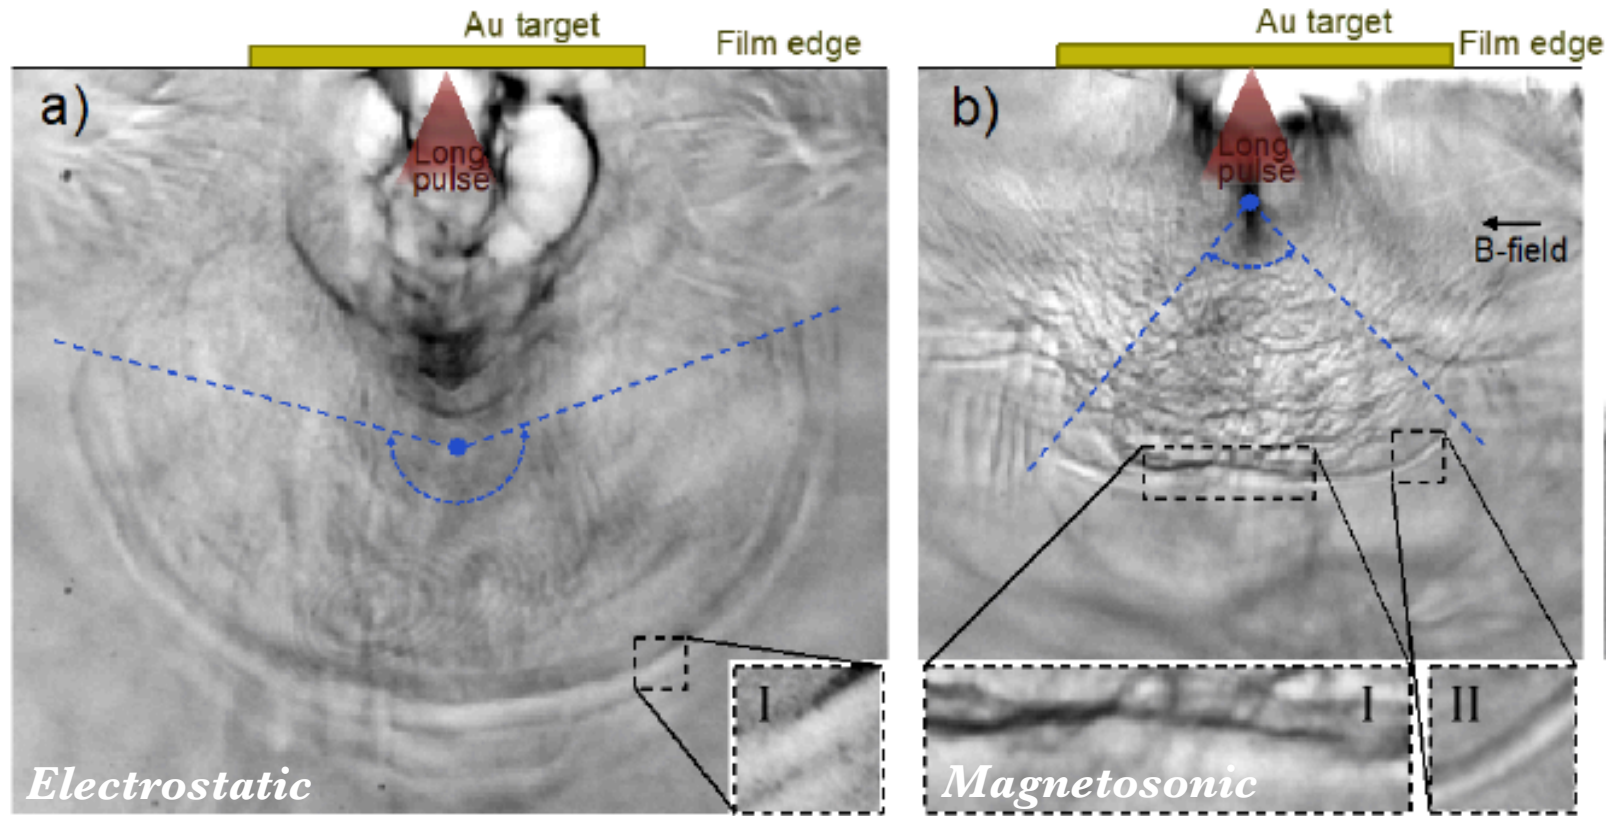 Au target
Film edge
a)
Long
pulse
I
Electrostatic
Au target
Film edge
b)
Long
pulse
B-field
I
II
Magnetosonic